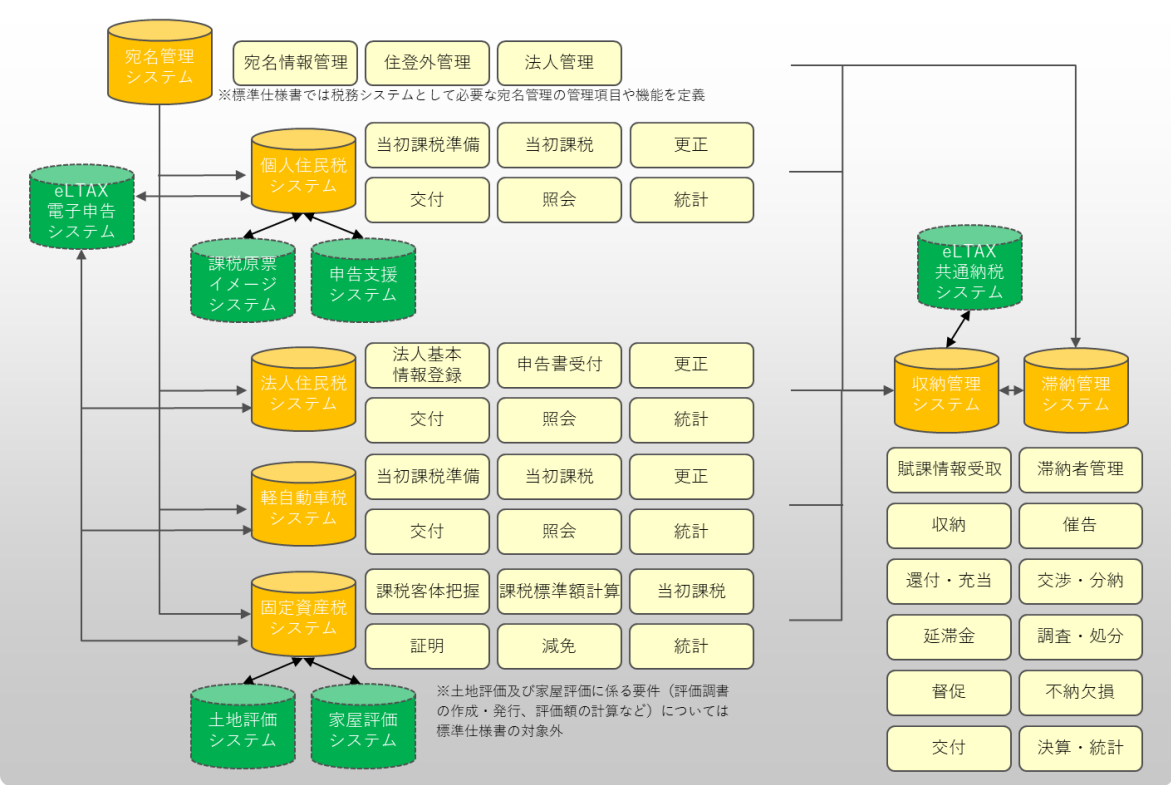 宛名管理
システム
宛名情報管理
住登外管理
法人管理
※標準仕様書では税務システムとして必要な宛名管理の管理項目や機能を定義
eLTAX
電子申告
システム
個人住民税
システム
当初課税準備
当初課税
更正
交付
照会
統計
課税原票
イメージ
システム
申告支援
システム
法人住民税
システム
法人基本
情報登録
申告書受付
更正
交付
照会
統計
軽自動車税
システム
当初課税準備
当初課税
更正
交付
照会
統計
固定資産税
システム
課税客体把握
課税標準額計算
当初課税
証明
減免
統計
土地評価
システム
家屋評価
システム
※土地評価及び家屋評価に係る要件（評価調書
の作成・発行、評価額の計算など）については
標準仕様書の対象外
eLTAX
共通納税
システム
収納管理
システム
滞納管理
システム
賦課情報受取
滞納者管理
収納
催告
還付・充当
交渉・分納
延滞金
調査・処分
督促
不納欠損
交付
決算・統計